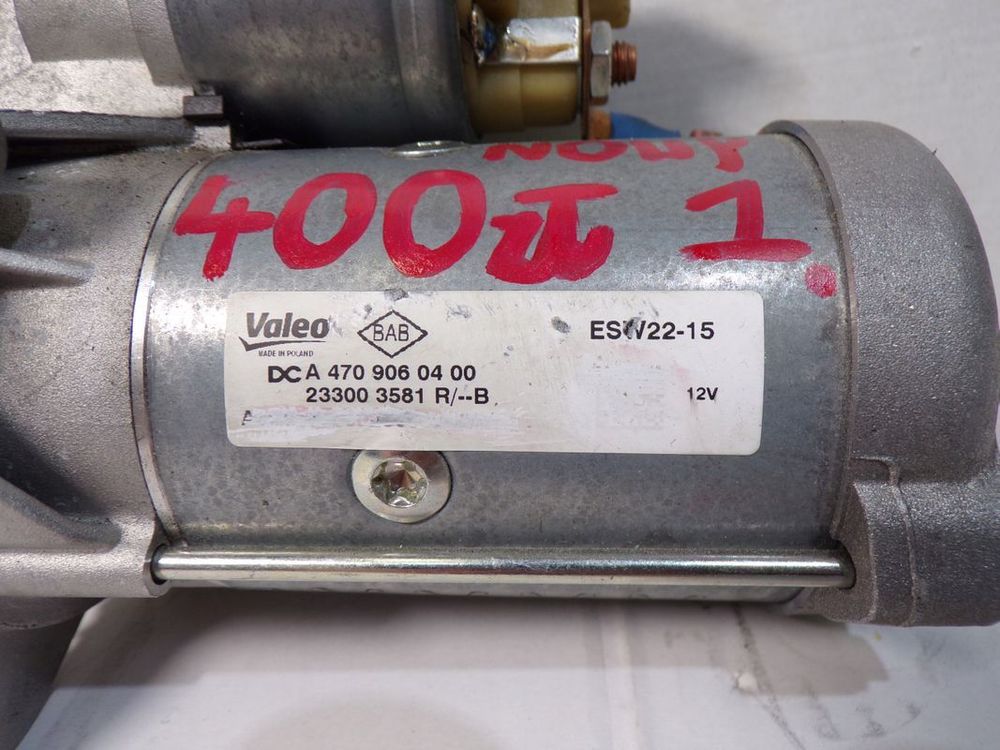 NOWY
400zł 1.
Valeo BAB ESW22-15
MADE IN POLAND
DC A 470 906 04 00
23300 3581 R/--B 12V